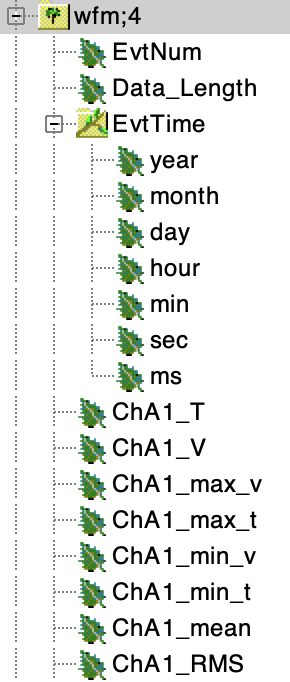 wfm;4
EvtNum
Data_Length
EvtTime
year
month
day
hour
min
sec
ms
ChA1_T
ChA1_V
ChA1_max_v
ChA1_max_t
ChA1_min_v
ChA1_min_t
ChA1_mean
ChA1_RMS